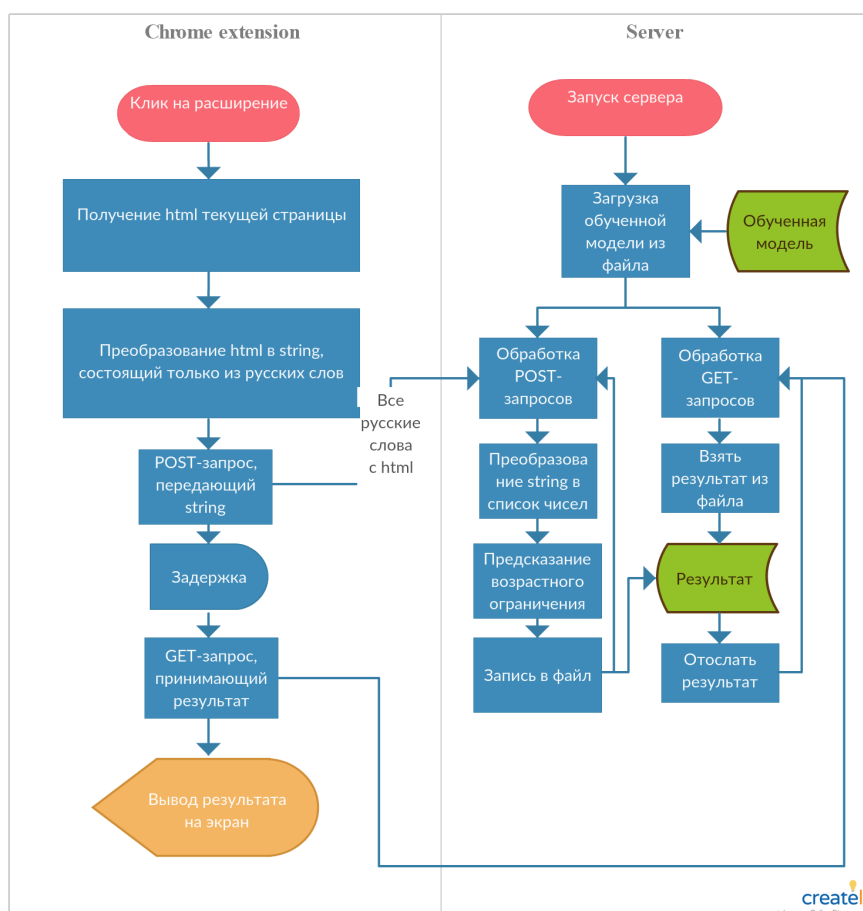 Chrome extension
Клик на расширение
Получение html текущей страницы
Преобразование html в string,
состоящий только из русских слов
Все
русские
слова
с html
POST-запрос,
передающий
string
Задержка
GET-запрос,
принимающий
результат
Вывод результата
на экран
Server
Запуск сервера
Загрузка
обученной
модели из
файла
Обученная
модель
Обработка
POST-
запросов
Преобразова
ние string в
список чисел
Предсказание
возрастного
ограничения
Запись в файл
Обработка
GET-
запросов
Взять
результат из
файла
Результат
Отослать
результат
createl